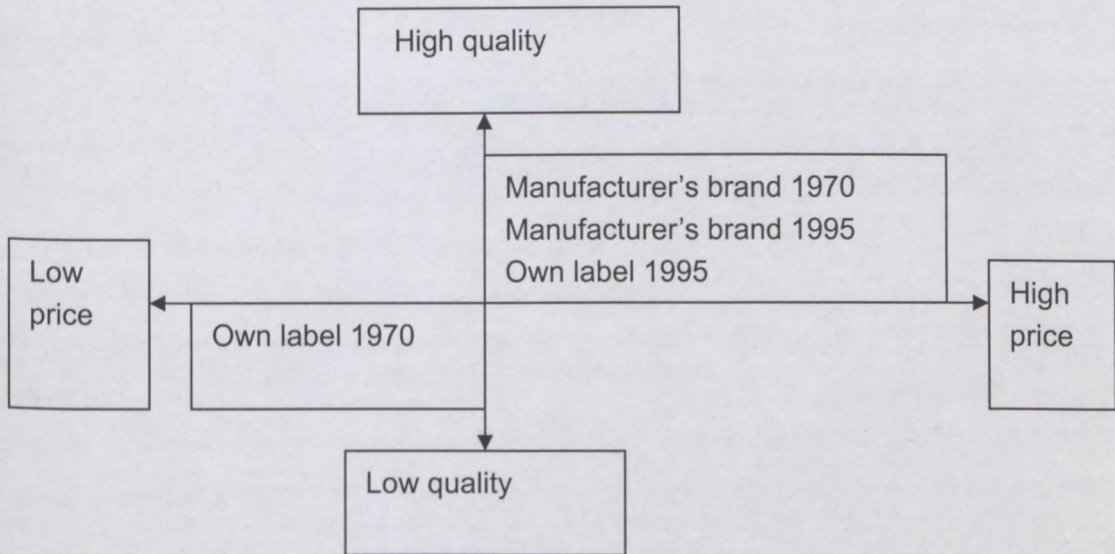 High quality
Manufacturer's brand 1970
Manufacturer's brand 1995
Own label 1995
Low
price
High
price
Own label 1970
Low quality